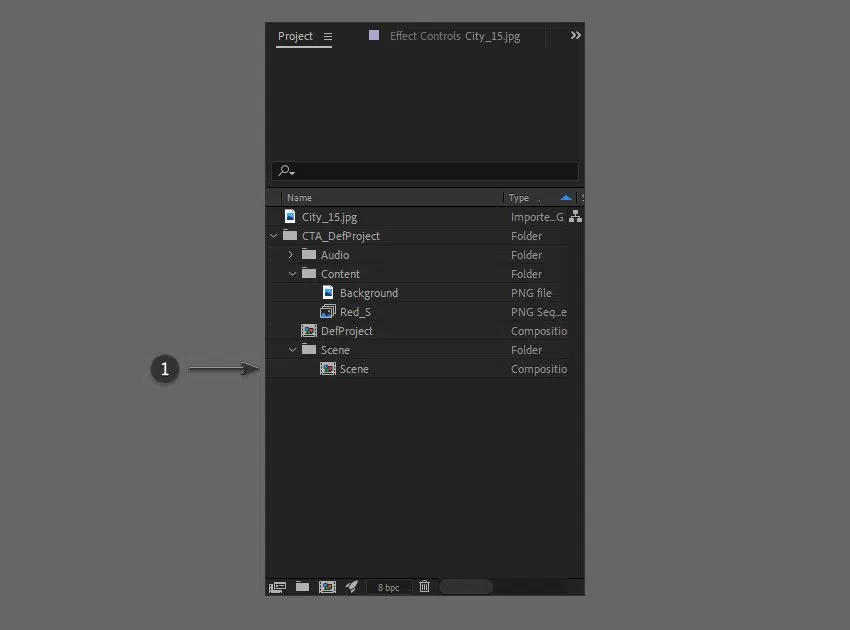 Project Effect Controls City_15.jpg
Name Type
City_15.jpg Importe...G
CTA_DefProject Folder
Audio Folder
Content Folder
Background PNG file
Red_S PNG Seq...e
DefProject Compositio
Scene Folder
1 Scene Compositio
8 bpc